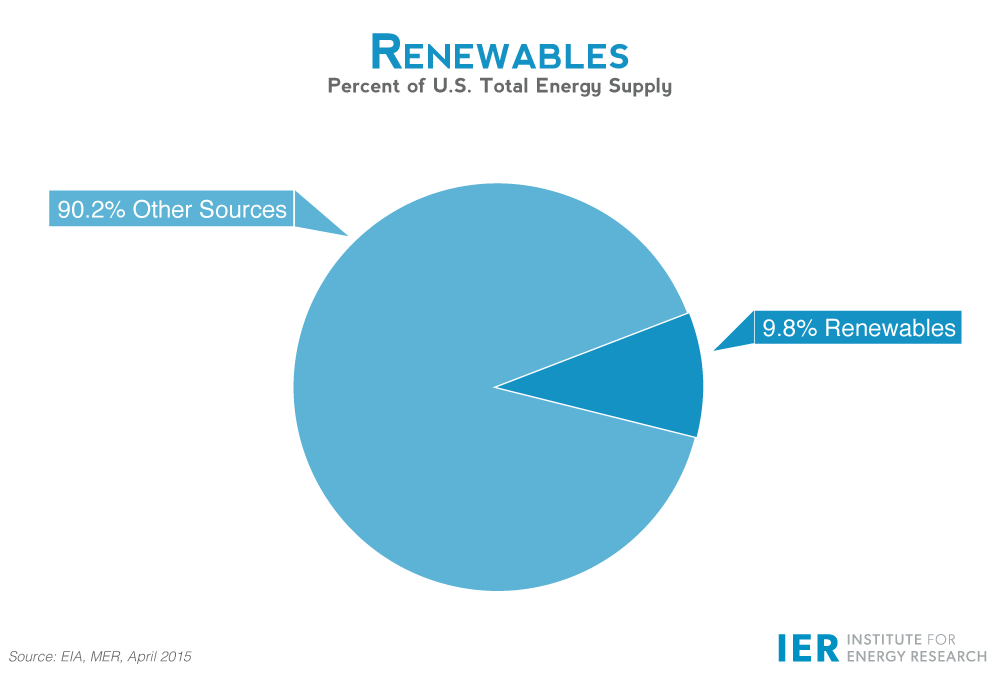 RENEWABLES
Percent of U.S. Total Energy Supply
90.2% Other Sources
9.8% Renewables
Source: EIA, MER, April 2015
IER INSTITUTE FOR
ENERGY RESEARCH